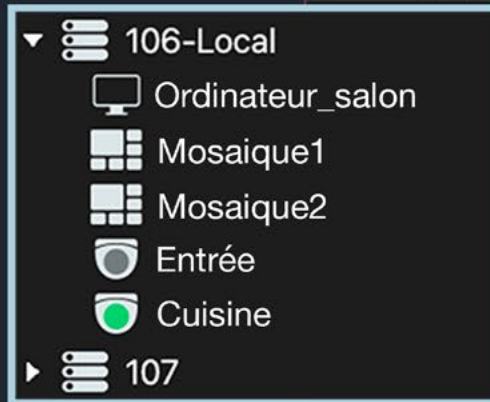 106-Local
Ordinateur_salon
Mosaique1
Mosaique2
Entrée
Cuisine
107